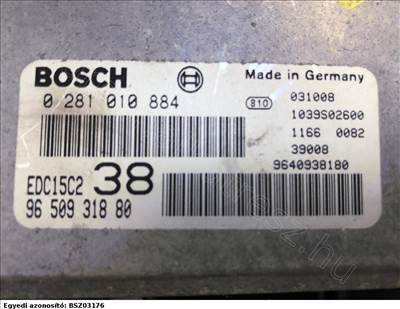 BOSCH
Made in Germany
0 281 010 884
810
031008
1039S02600
1166 0082
39008
9640938180
EDC15C2
38
96 509 318 80
Egyedi azonosító: BSZ03176